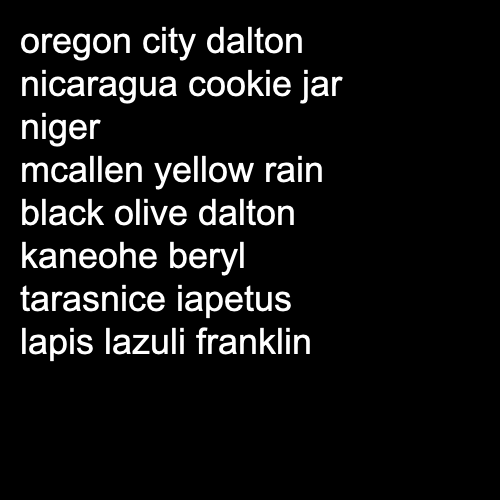 oregon city dalton
nicaragua cookie jar
niger
mcallen yellow rain
black olive dalton
kaneohe beryl
tarasnice iapetus
lapis lazuli franklin